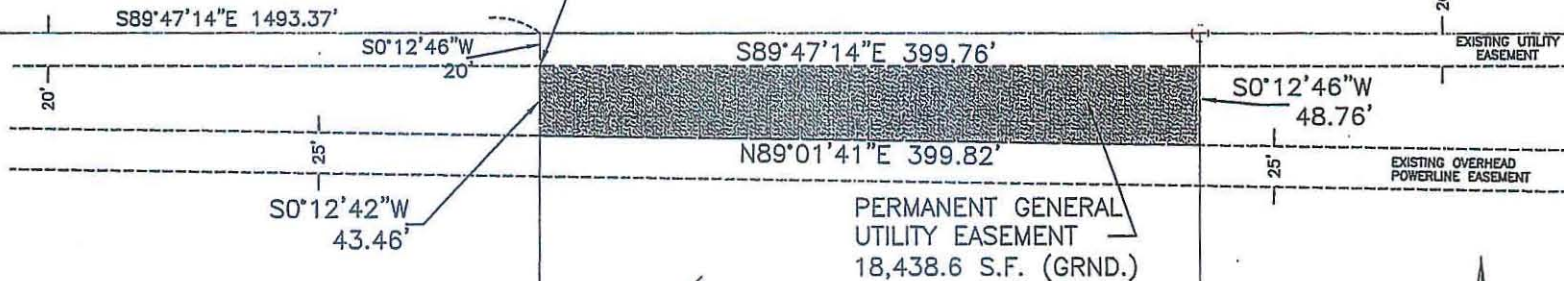 S89°47'14"E 1493.37'
S0°12'46"W
20'
S89°47'14"E 399.76'
EXISTING UTILITY
EASEMENT
20'
S0°12'46"W
48.76'
25'
N89°01'41"E 399.82'
25'
EXISTING OVERHEAD
POWERLINE EASEMENT
S0°12'42"W
43.46'
PERMANENT GENERAL
UTILITY EASEMENT
18,438.6 S.F. (GRND.)